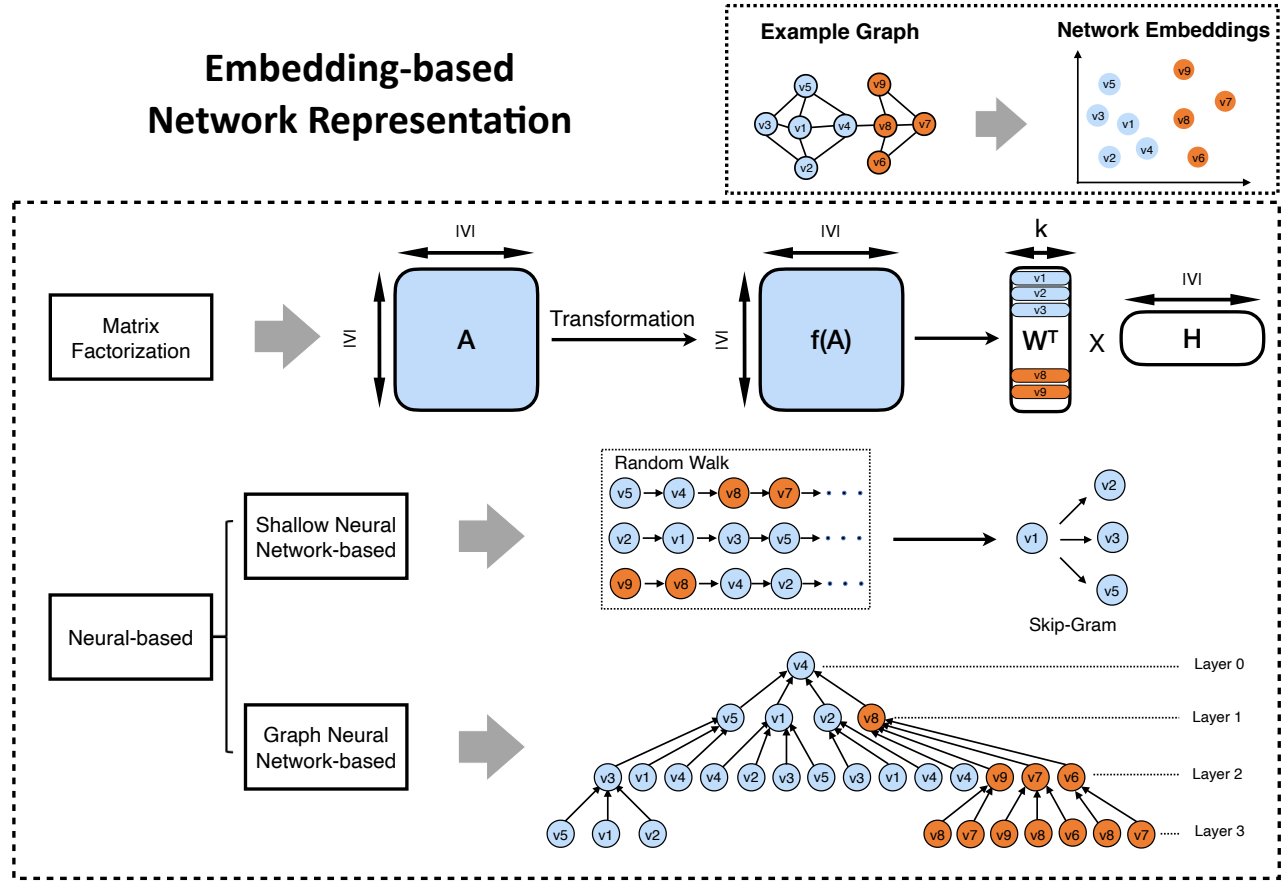 Embedding-based
Network Representation
Example Graph
Network Embeddings
v5
v3 v1 v4
v2
v9
v8 v7
v6
v5
v3
v1
v2
v4
v9
v7
v8
v6
Matrix
Factorization
|V|
|V|
A
Transformation
|V|
|V|
f(A)
k
v1
v2
v3
W^T
v8
v9
X
|V|
H
Neural-based
Shallow Neural
Network-based
Random Walk
v5 v4 v8 v7 · · ·
v2 v1 v3 v5 · · ·
v9 v8 v4 v2 · · ·
v1
v2
v3
v5
Skip-Gram
Graph Neural
Network-based
v4 Layer 0
v5 v1 v2 v8 Layer 1
v3 v1 v4 v4 v2 v3 v5 v3 v1 v4 v4 v9 v7 v6 Layer 2
v5 v1 v2 v8 v7 v9 v8 v6 v8 v7 Layer 3